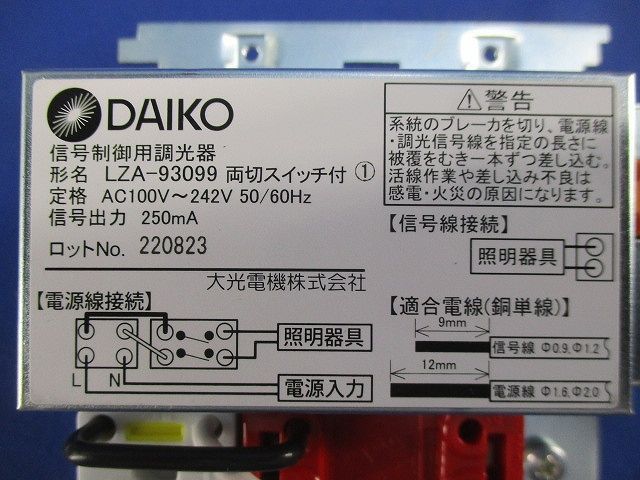 DAIKO
信号制御用調光器
形名 LZA-93099 両切スイッチ付 ①
定格 AC100V～242V 50/60Hz
信号出力 250mA
ロットNo. 220823
大光電機株式会社
【電源線接続】
照明器具
L N
電源入力
⚠警告
系統のブレーカを切り、電源線
・調光信号線を指定の長さに
被覆をむき一本ずつ差し込む。
活線作業や差し込み不良は
感電・火災の原因になります。
【信号線接続】
照明器具
【適合電線(銅単線)】
9mm
信号線 Φ0.9,Φ1.2
12mm
電源線 Φ1.6,Φ2.0